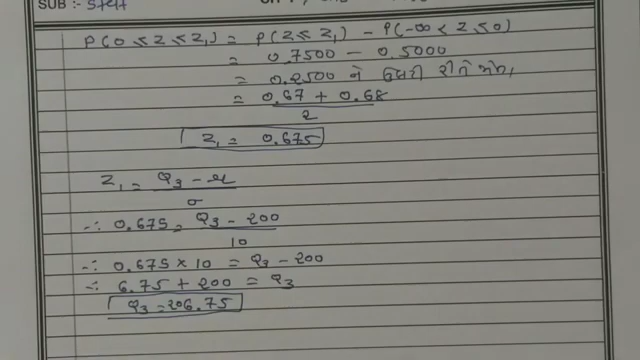 SUB :- સ્ટેટ
P(0 ≤ Z ≤ Z₁) = P(Z ≤ Z₁) - P(-∞ < Z ≤ 0)
= 0.7500 - 0.5000
= 0.2500 ને
= 0.67 + 0.68 / 2
Z₁ = 0.675
Z₁ = Q₃ - μ / σ
∴ 0.675 = Q₃ - 200 / 10
∴ 0.675 × 10 = Q₃ - 200
∴ 6.75 + 200 = Q₃
Q₃ = 206.75